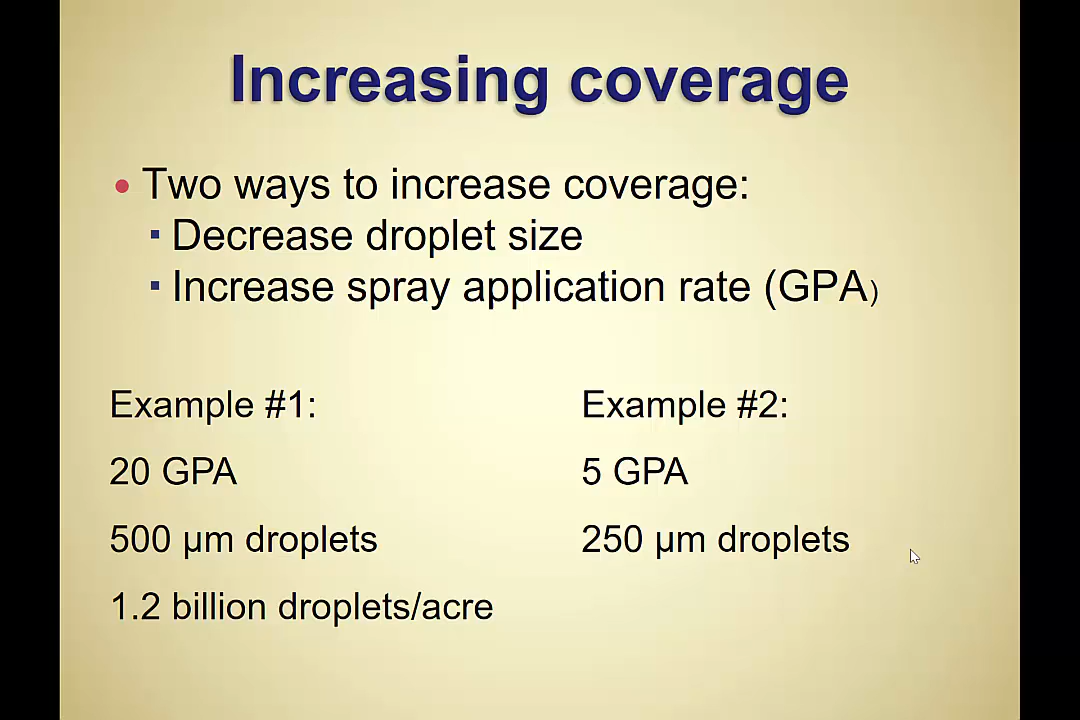 Increasing coverage
• Two ways to increase coverage:
▪ Decrease droplet size
▪ Increase spray application rate (GPA)
Example #1:
20 GPA
500 µm droplets
1.2 billion droplets/acre
Example #2:
5 GPA
250 µm droplets